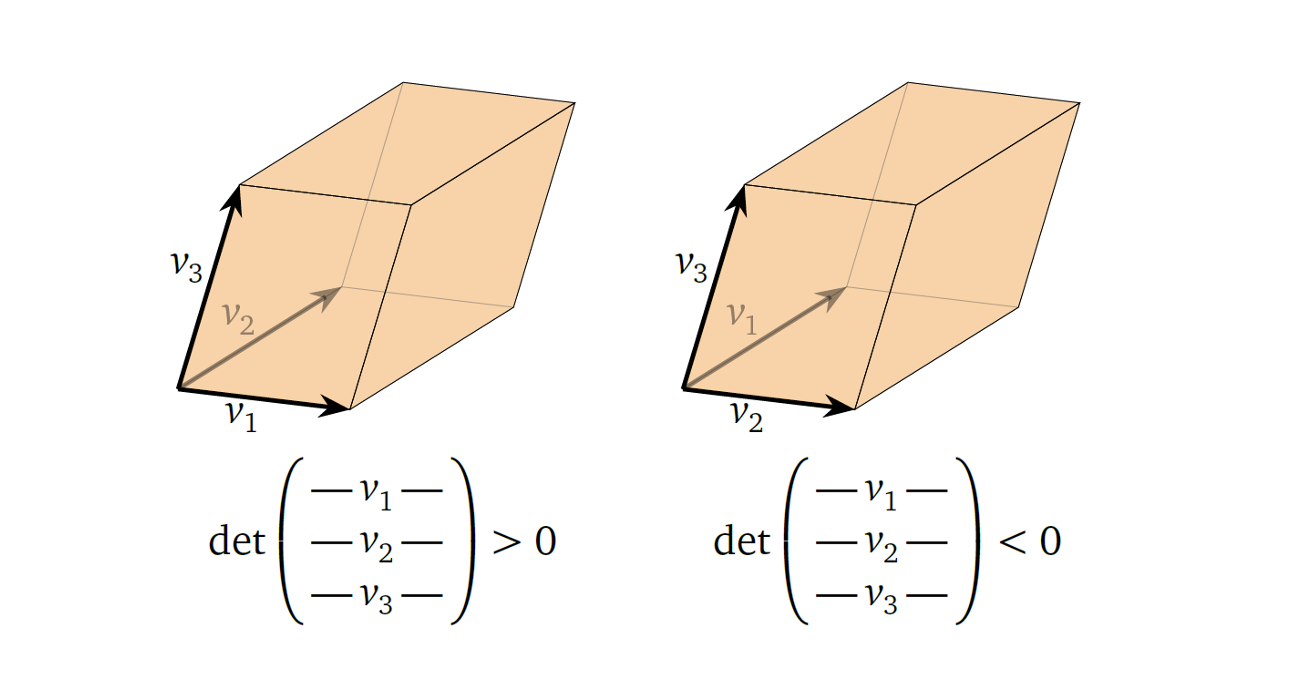 v₃
v₂
v₁
v₃
v₁
v₂
det ( — v₁ — — v₂ — — v₃ — ) > 0
det ( — v₁ — — v₂ — — v₃ — ) < 0